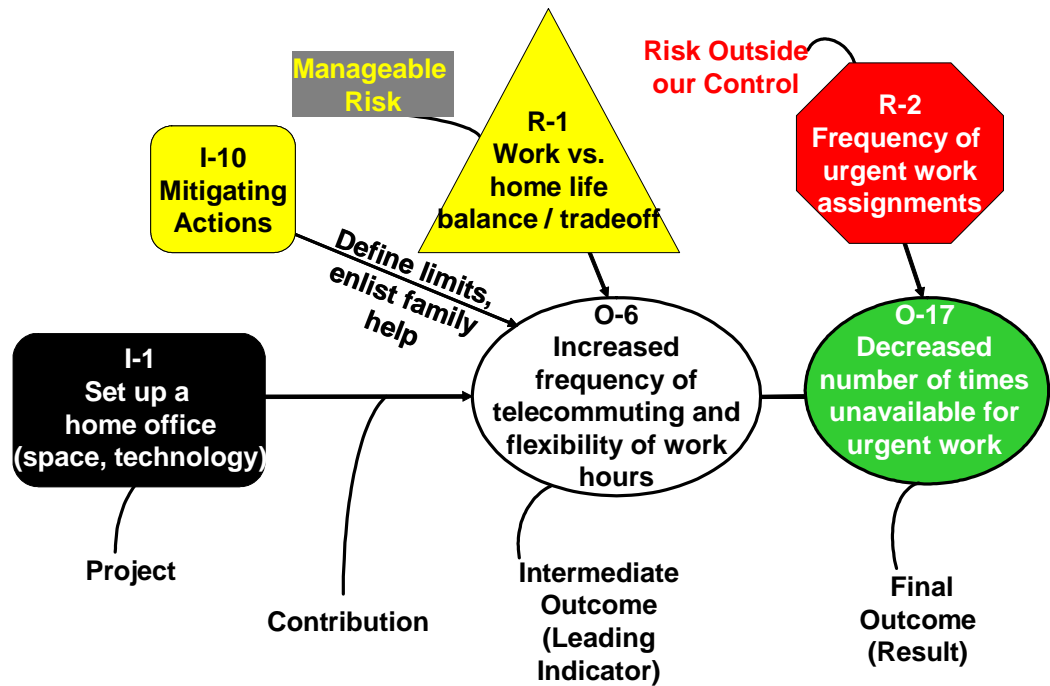 Manageable
Risk
Risk Outside
our Control
R-1
Work vs.
home life
balance / tradeoff
R-2
Frequency of
urgent work
assignments
I-10
Mitigating
Actions
Define limits,
enlist family
help
I-1
Set up a
home office
(space, technology)
O-6
Increased
frequency of
telecommuting and
flexibility of work
hours
O-17
Decreased
number of times
unavailable for
urgent work
Project
Contribution
Intermediate
Outcome
(Leading
Indicator)
Final
Outcome
(Result)